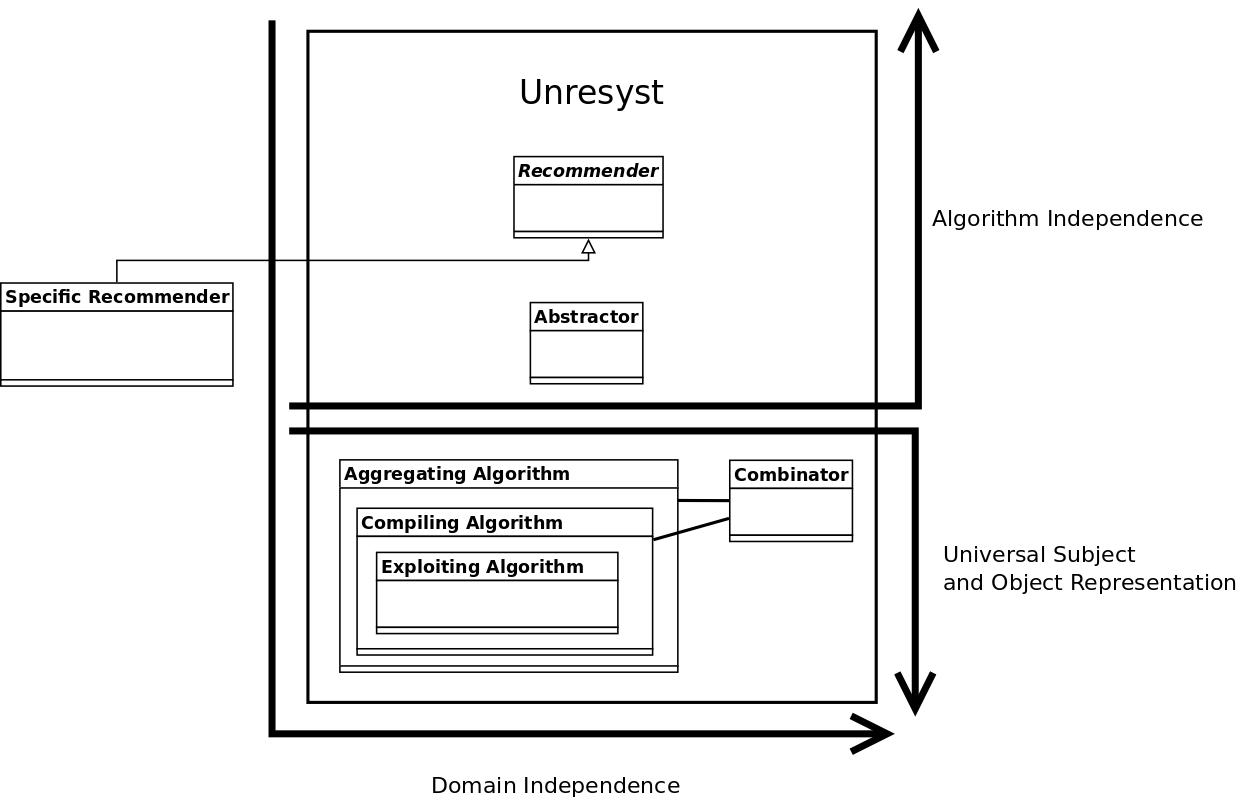 Unresyst
Recommender
Algorithm Independence
Specific Recommender
Abstractor
Aggregating Algorithm
Combinator
Compiling Algorithm
Exploiting Algorithm
Universal Subject
and Object Representation
Domain Independence